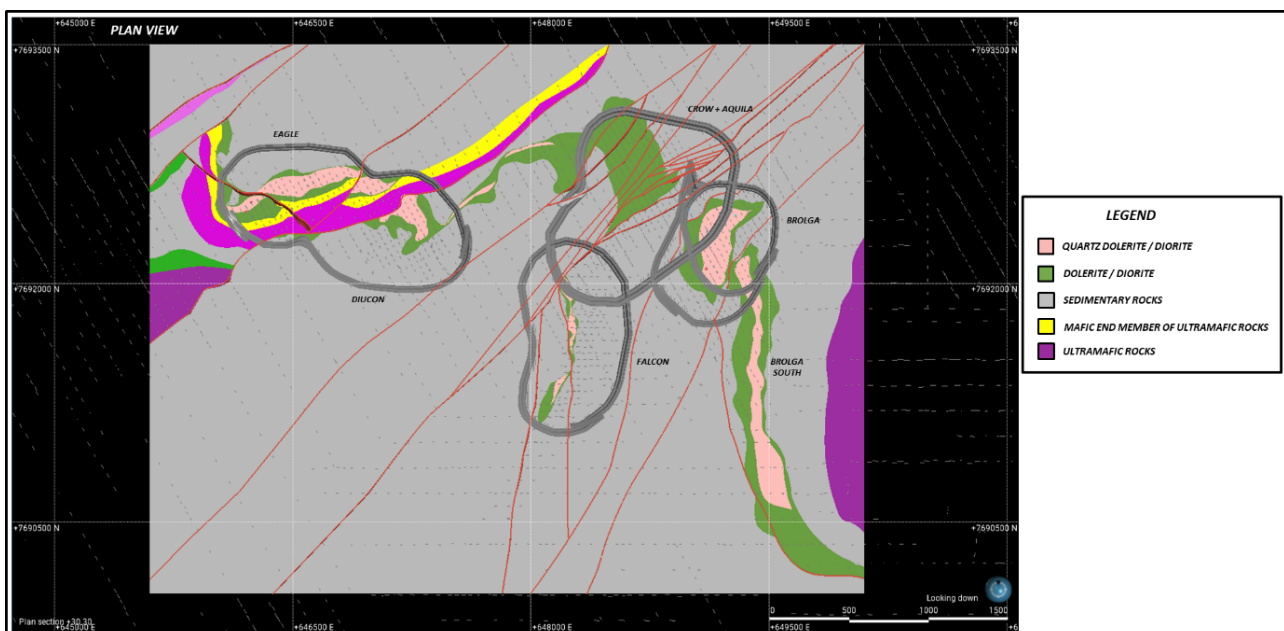 +645000 E
+646500 E
+648000 E
+649500 E
+6
PLAN VIEW
+7693500 N
+7693500 N
CROW + AQUILA
EAGLE
BROLGA
LEGEND
QUARTZ DOLERITE / DIORITE
DOLERITE / DIORITE
+7692000 N
+7692000 N
DIUCON
SEDIMENTARY ROCKS
MAFIC END MEMBER OF ULTRAMAFIC ROCKS
ULTRAMAFIC ROCKS
FALCON
BROLGA
SOUTH
+7690500 N
+7690500 N
Looking down
0 500 1000 1500
Plan section +30.30
+645000 E
+646500 E
+648000 E
+649500 E
+6